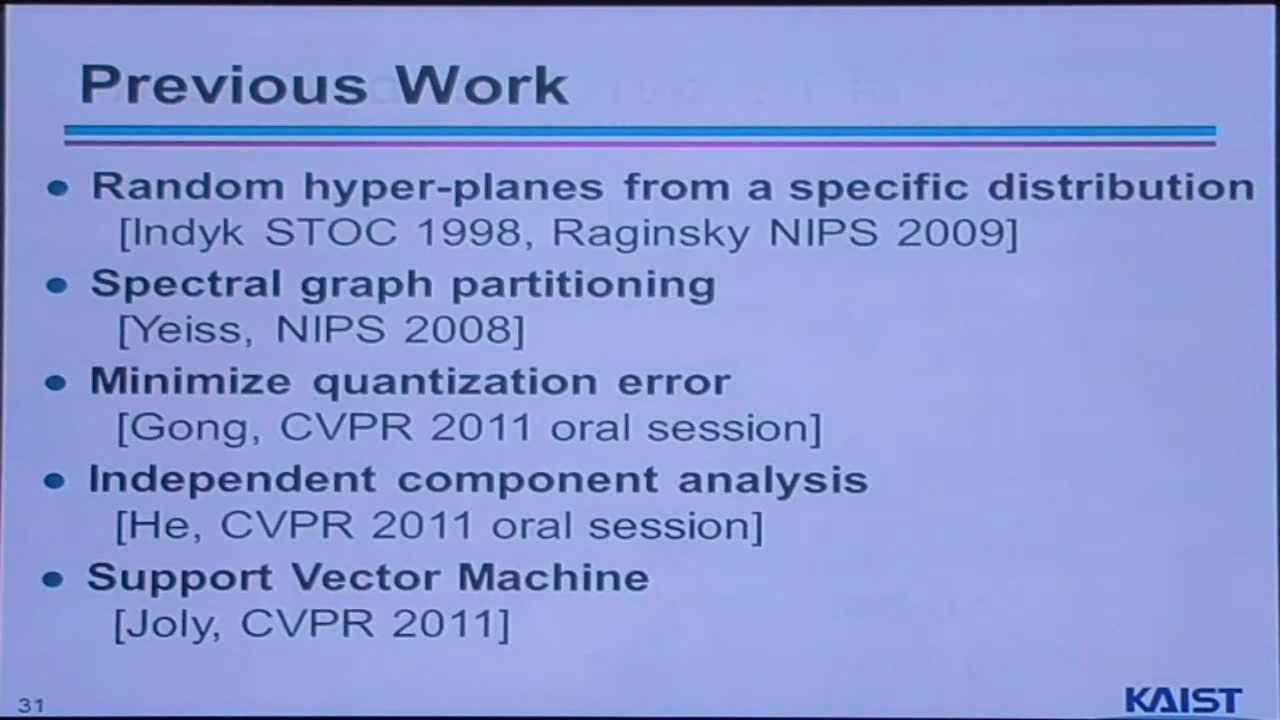 Previous Work
• Random hyper-planes from a specific distribution
[Indyk STOC 1998, Raginsky NIPS 2009]
• Spectral graph partitioning
[Yeiss, NIPS 2008]
• Minimize quantization error
[Gong, CVPR 2011 oral session]
• Independent component analysis
[He, CVPR 2011 oral session]
• Support Vector Machine
[Joly, CVPR 2011]
31
KAIST